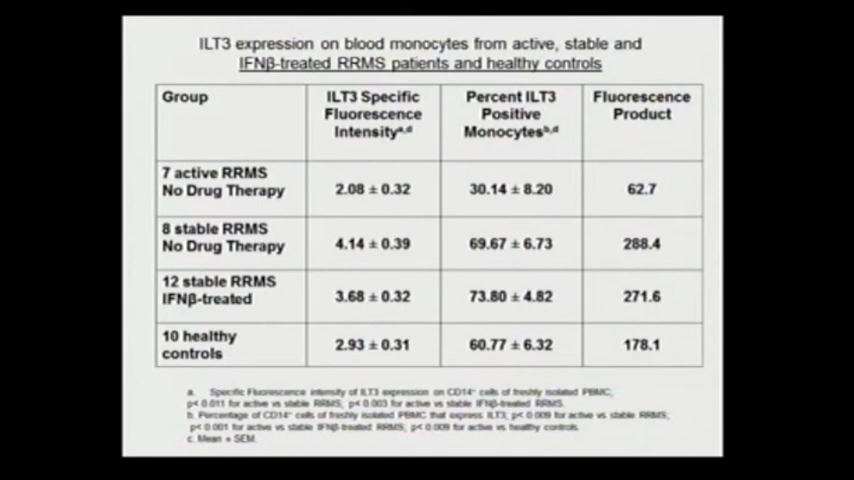 ILT3 expression on blood monocytes from active, stable and
IFNβ-treated RRMS patients and healthy controls
Group
ILT3 Specific
Fluorescence
Intensityᵃ,ᵈ
Percent ILT3
Positive
Monocytesᵇ,ᵈ
Fluorescence
Product
7 active RRMS
No Drug Therapy
2.08 ± 0.32
30.14 ± 8.20
62.7
8 stable RRMS
No Drug Therapy
4.14 ± 0.39
69.67 ± 6.73
288.4
12 stable RRMS
IFNβ-treated
3.68 ± 0.32
73.80 ± 4.82
271.6
10 healthy
controls
2.93 ± 0.31
60.77 ± 6.32
178.1
a. Specific Fluorescence intensity of ILT3 expression on CD14⁺ cells of freshly isolated PBMC;
p< 0.011 for active vs stable RRMS; p< 0.003 for active vs stable IFNβ-treated RRMS.
b. Percentage of CD14⁺ cells of freshly isolated PBMC that express ILT3; p< 0.009 for active vs stable RRMS;
p< 0.001 for active vs stable IFNβ-treated RRMS; p< 0.009 for active vs healthy controls.
c. Mean ± SEM.